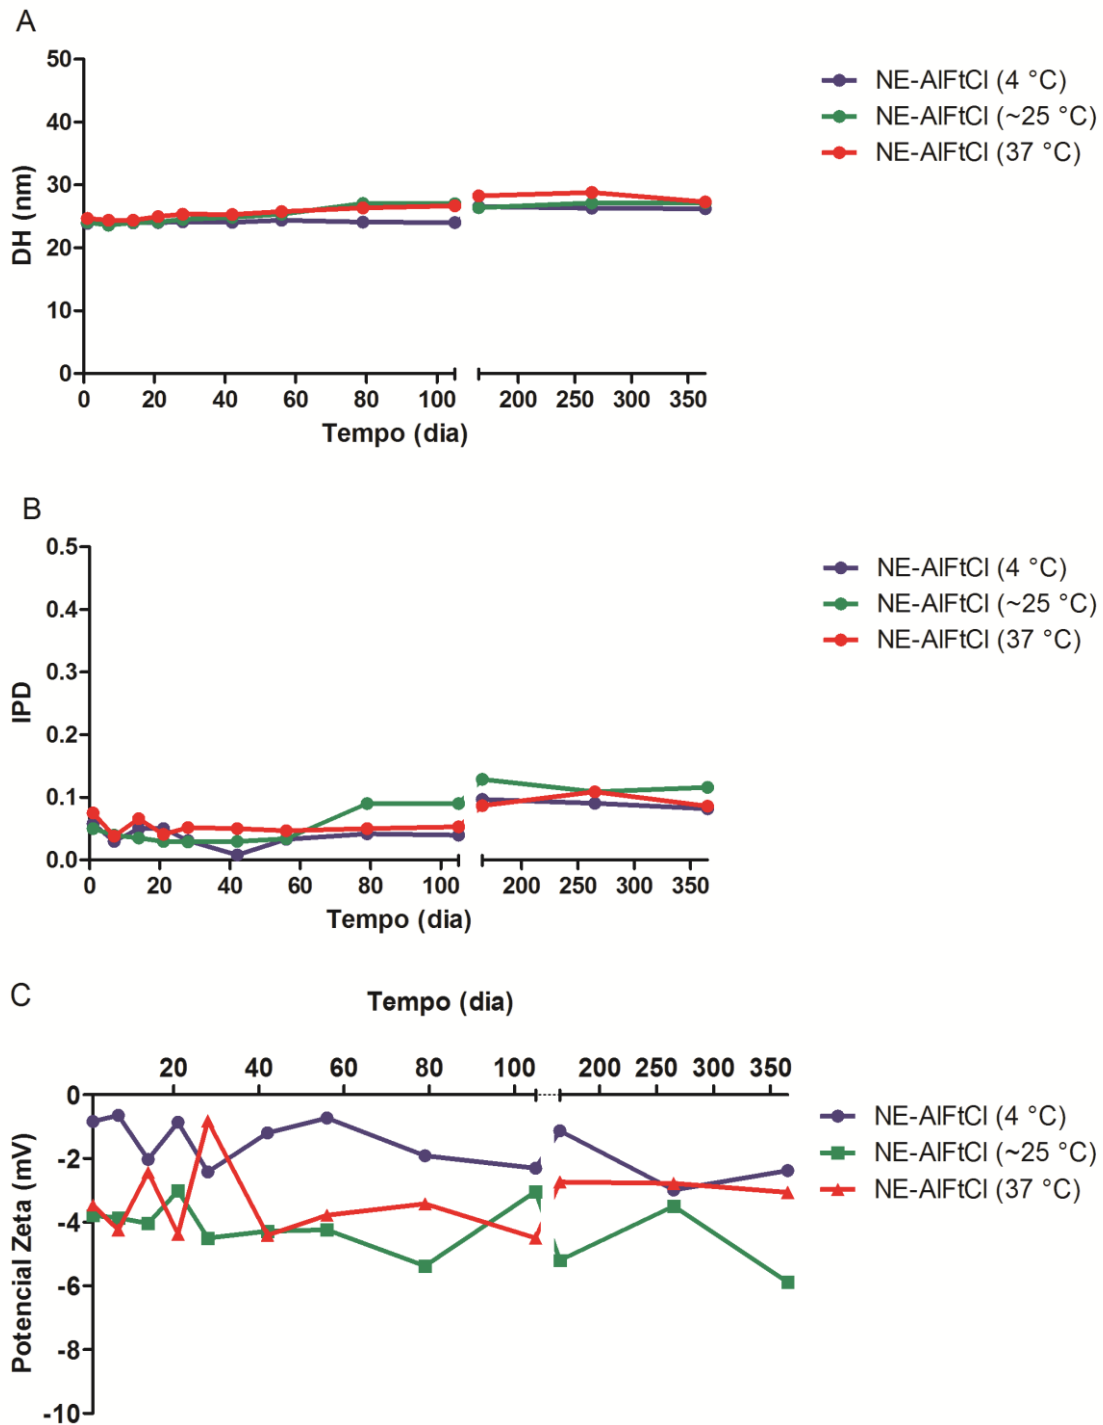 A
50
40
30
20
10
0
DH (nm)
0 20 40 60 80 100 200 250 300 350
Tempo (dia)
NE-AlFtCl (4 °C)
NE-AlFtCl (~25 °C)
NE-AlFtCl (37 °C)
B
0.5
0.4
0.3
0.2
0.1
0.0
IPD
0 20 40 60 80 100 200 250 300 350
Tempo (dia)
NE-AlFtCl (4 °C)
NE-AlFtCl (~25 °C)
NE-AlFtCl (37 °C)
C
Tempo (dia)
20 40 60 80 100 200 250 300 350
0
-2
-4
-6
-8
-10
Potencial Zeta (mV)
NE-AlFtCl (4 °C)
NE-AlFtCl (~25 °C)
NE-AlFtCl (37 °C)